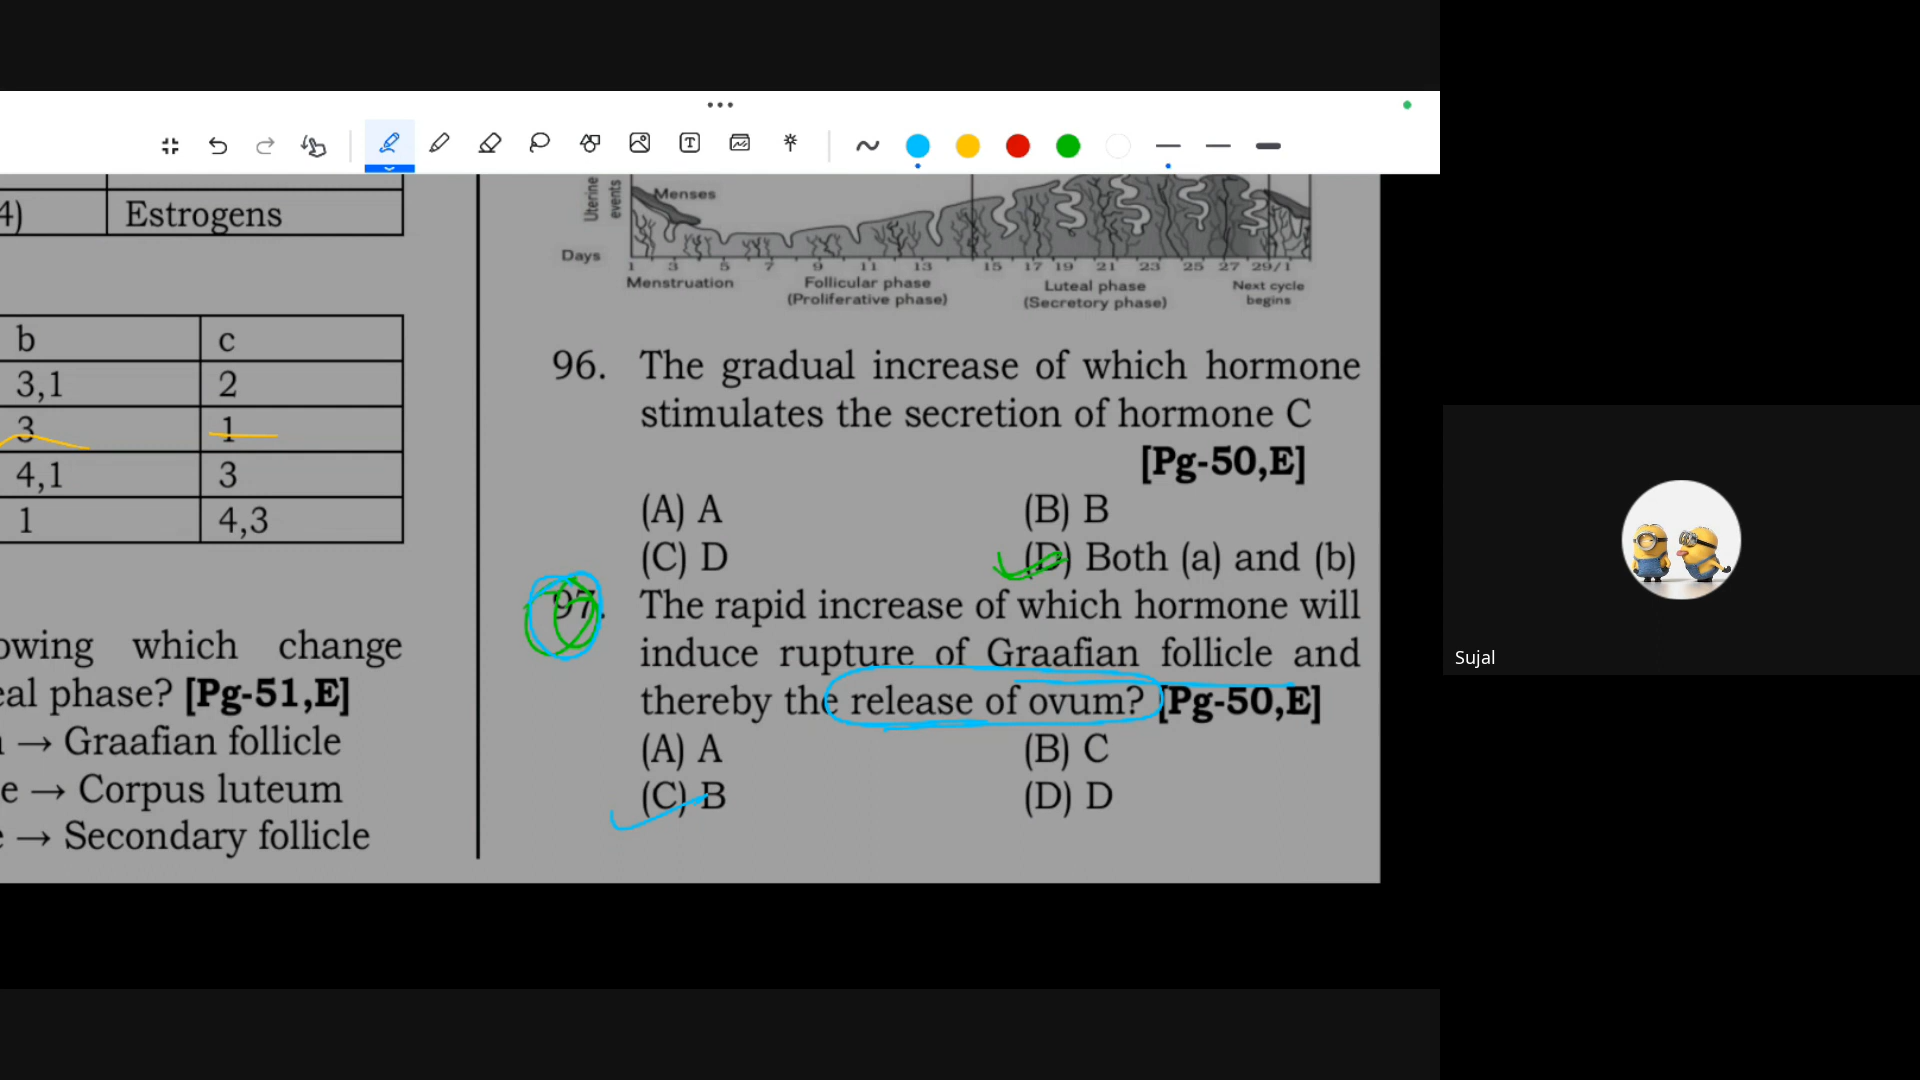 4)
Estrogens
b
c
3,1
2
3
1
4,1
3
1
4,3
owing which change
eal phase? [Pg-51,E]
→ Graafian follicle
e → Corpus luteum
→ Secondary follicle
Uterine
events
Menses
Days
1 3 5 7 9 11 13 15 17 19 21 23 25 27 29/1
Menstruation
Follicular phase
(Proliferative phase)
Luteal phase
(Secretory phase)
Next cycle
begins
96. The gradual increase of which hormone
stimulates the secretion of hormone C
[Pg-50,E]
(A) A
(B) B
(C) D
(D) Both (a) and (b)
97. The rapid increase of which hormone will
induce rupture of Graafian follicle and
thereby the release of ovum? [Pg-50,E]
(A) A
(B) C
(C) B
(D) D
Sujal